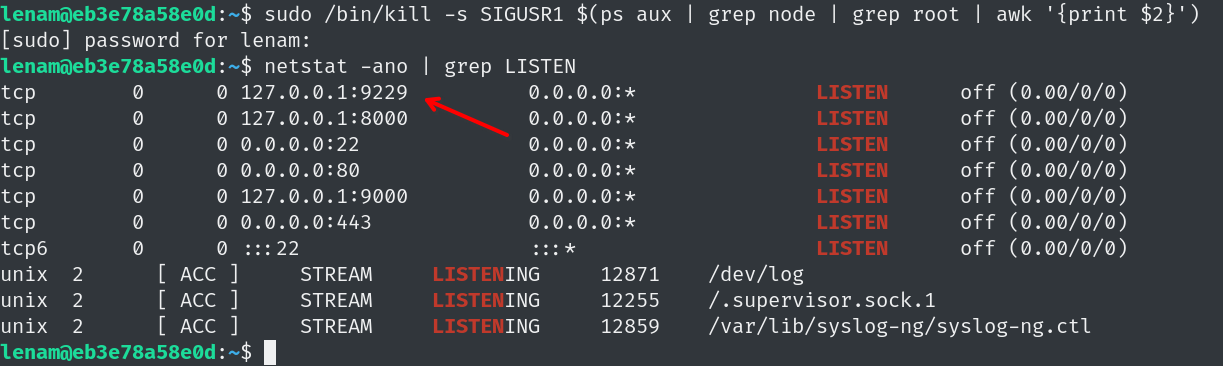 lenam@eb3e78a58e0d:~$ sudo /bin/kill -s SIGUSR1 $(ps aux | grep node | grep root | awk '{print $2}')
[sudo] password for lenam:
lenam@eb3e78a58e0d:~$ netstat -ano | grep LISTEN
tcp        0      0 127.0.0.1:9229          0.0.0.0:*               LISTEN      off (0.00/0/0)
tcp        0      0 127.0.0.1:8000          0.0.0.0:*               LISTEN      off (0.00/0/0)
tcp        0      0 0.0.0.0:22              0.0.0.0:*               LISTEN      off (0.00/0/0)
tcp        0      0 0.0.0.0:80              0.0.0.0:*               LISTEN      off (0.00/0/0)
tcp        0      0 127.0.0.1:9000          0.0.0.0:*               LISTEN      off (0.00/0/0)
tcp        0      0 0.0.0.0:443             0.0.0.0:*               LISTEN      off (0.00/0/0)
tcp6       0      0 :::22                   :::*                    LISTEN      off (0.00/0/0)
unix  2      [ ACC ]     STREAM     LISTENING     12871    /dev/log
unix  2      [ ACC ]     STREAM     LISTENING     12255    /.supervisor.sock.1
unix  2      [ ACC ]     STREAM     LISTENING     12859    /var/lib/syslog-ng/syslog-ng.ctl
lenam@eb3e78a58e0d:~$